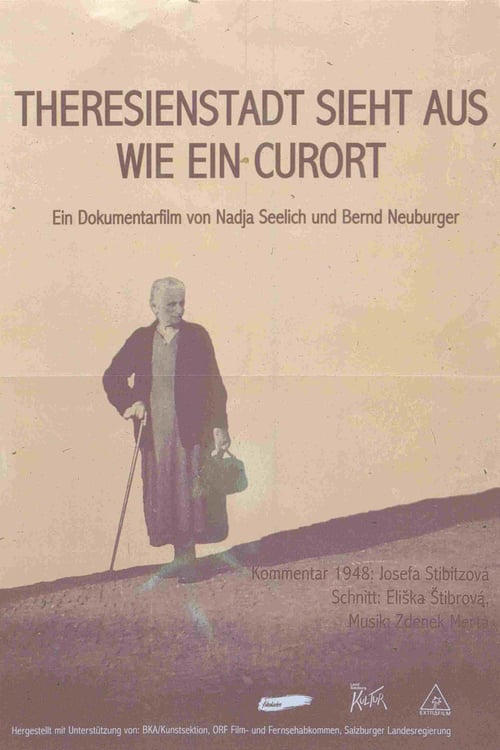 THERESIENSTADT SIEHT AUS
WIE EIN CURORT
Ein Dokumentarfilm von Nadja Seelich und Bernd Neuburger
Kommentar 1948: Josefa Stibitzová
Schnitt: Eliška Štibrová,
Musik: Zdenek Merta
KULTUR
EXTRAFILM
Hergestellt mit Unterstützung von: BKA/Kunstsektion, ORF Film- und Fernsehabkommen, Salzburger Landesregierung